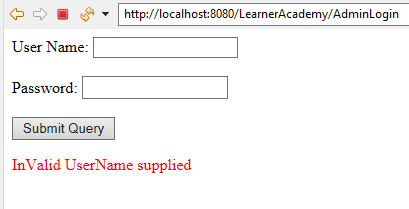 http://localhost:8080/LearnerAcademy/AdminLogin
User Name:
Password:
Submit Query
InValid UserName supplied